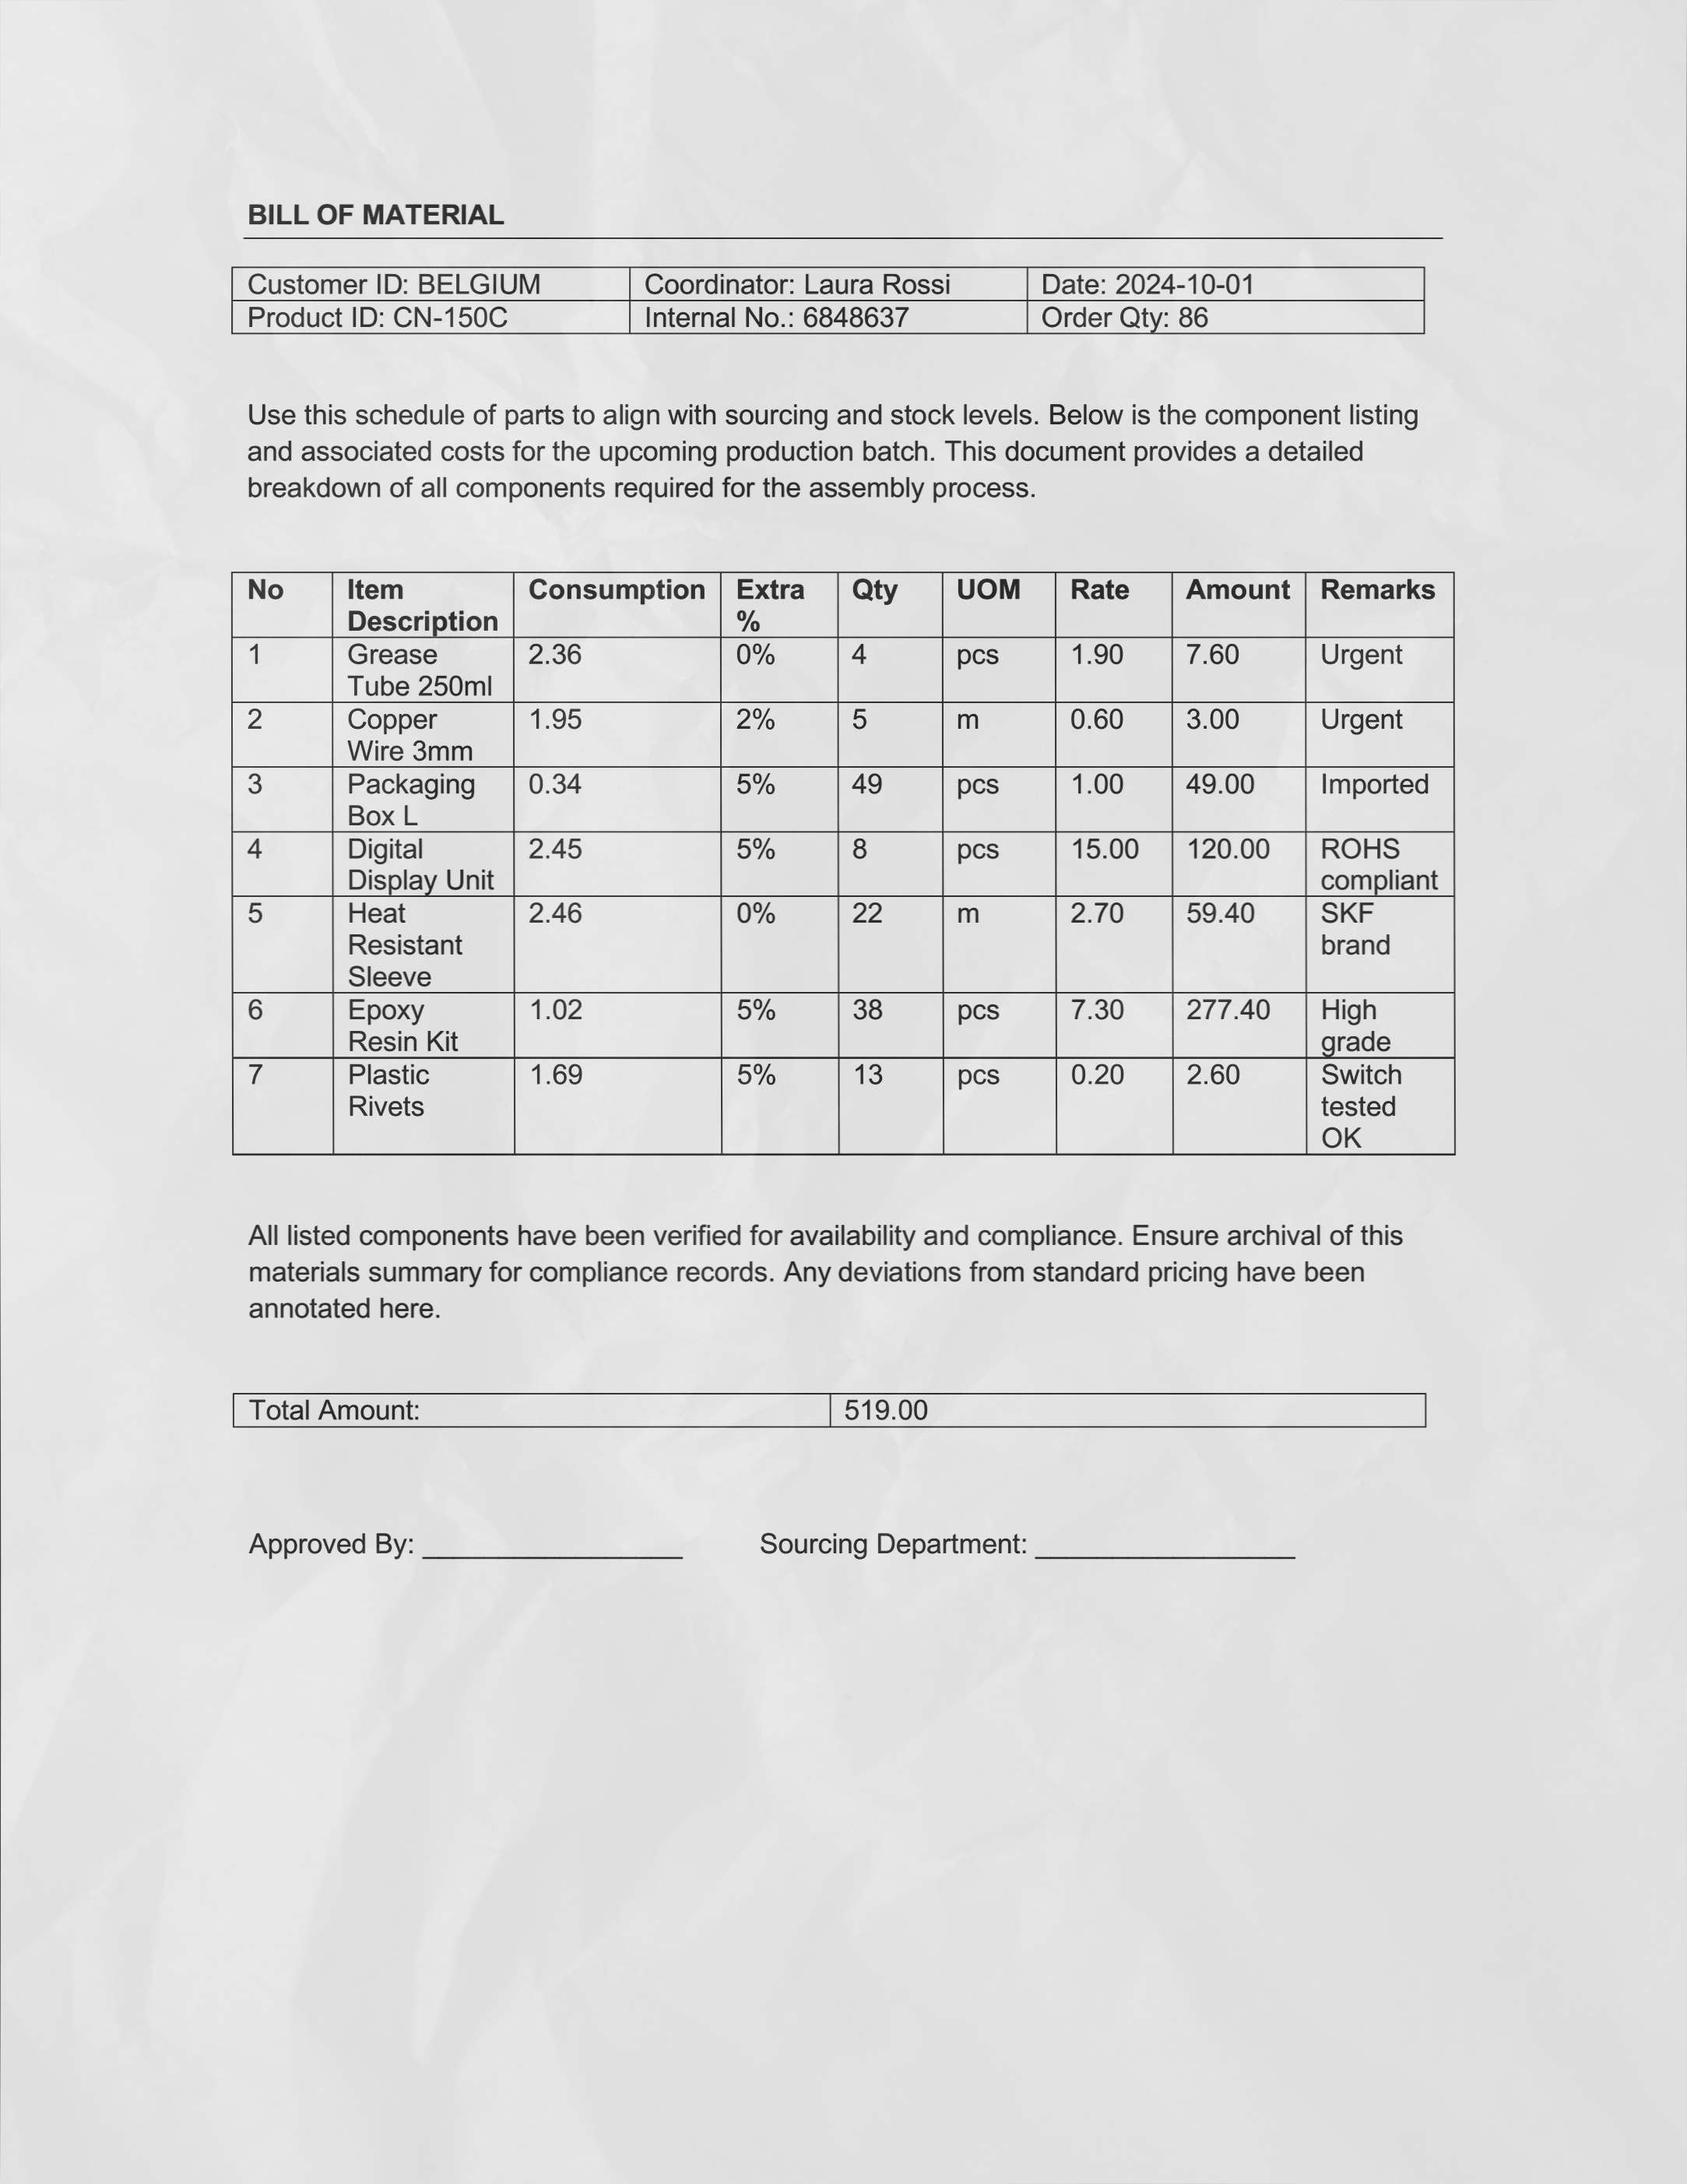 BILL OF MATERIAL
Customer ID: BELGIUM Coordinator: Laura Rossi Date: 2024-10-01
Product ID: CN-150C Internal No.: 6848637 Order Qty: 86
Use this schedule of parts to align with sourcing and stock levels. Below is the component listing
and associated costs for the upcoming production batch. This document provides a detailed
breakdown of all components required for the assembly process.
No Item Consumption Extra Qty UOM Rate Amount Remarks
Description %
1 Grease 2.36 0% 4 pcs 1.90 7.60 Urgent
Tube 250ml
2 Copper 1.95 2% 5 m 0.60 3.00 Urgent
Wire 3mm
3 Packaging 0.34 5% 49 pcs 1.00 49.00 Imported
Box L
4 Digital 2.45 5% 8 pcs 15.00 120.00 ROHS
Display Unit compliant
5 Heat 2.46 0% 22 m 2.70 59.40 SKF
Resistant brand
Sleeve
6 Epoxy 1.02 5% 38 pcs 7.30 277.40 High
Resin Kit grade
7 Plastic 1.69 5% 13 pcs 0.20 2.60 Switch
Rivets tested
OK
All listed components have been verified for availability and compliance. Ensure archival of this
materials summary for compliance records. Any deviations from standard pricing have been
annotated here.
Total Amount: 519.00
Approved By: _________________ Sourcing Department: _________________